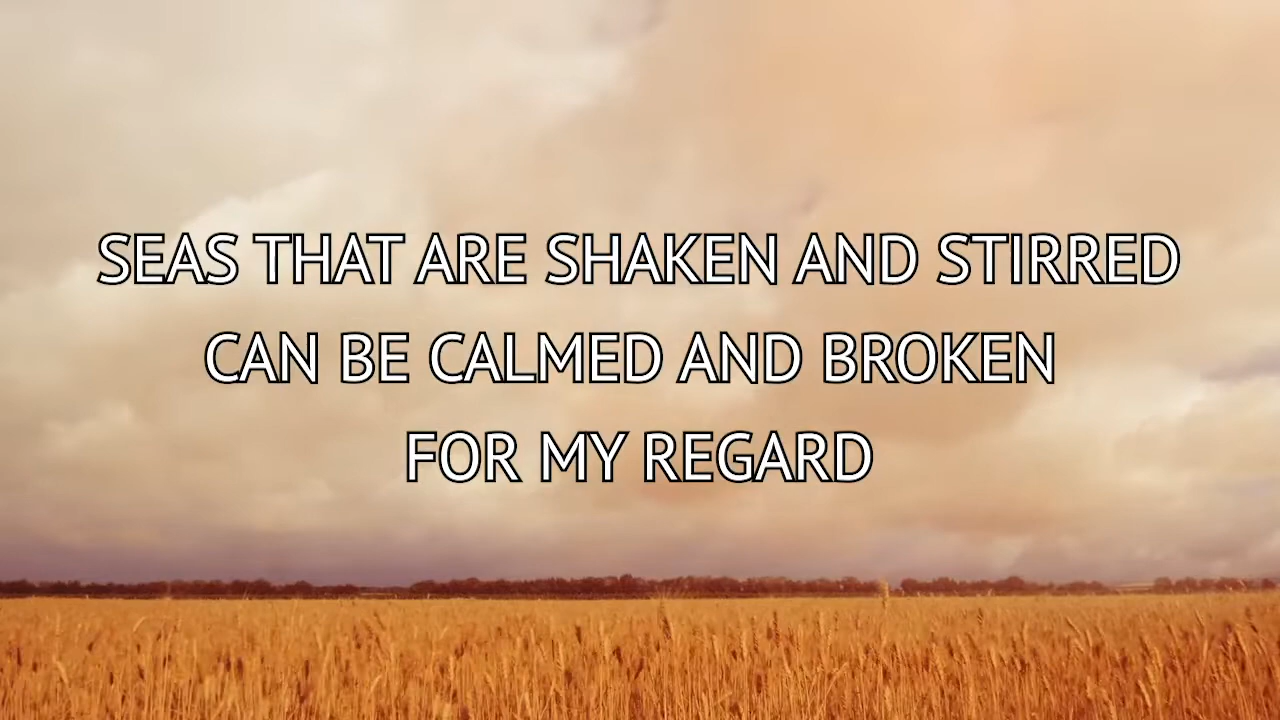 SEAS THAT ARE SHAKEN AND STIRRED
CAN BE CALMED AND BROKEN
FOR MY REGARD